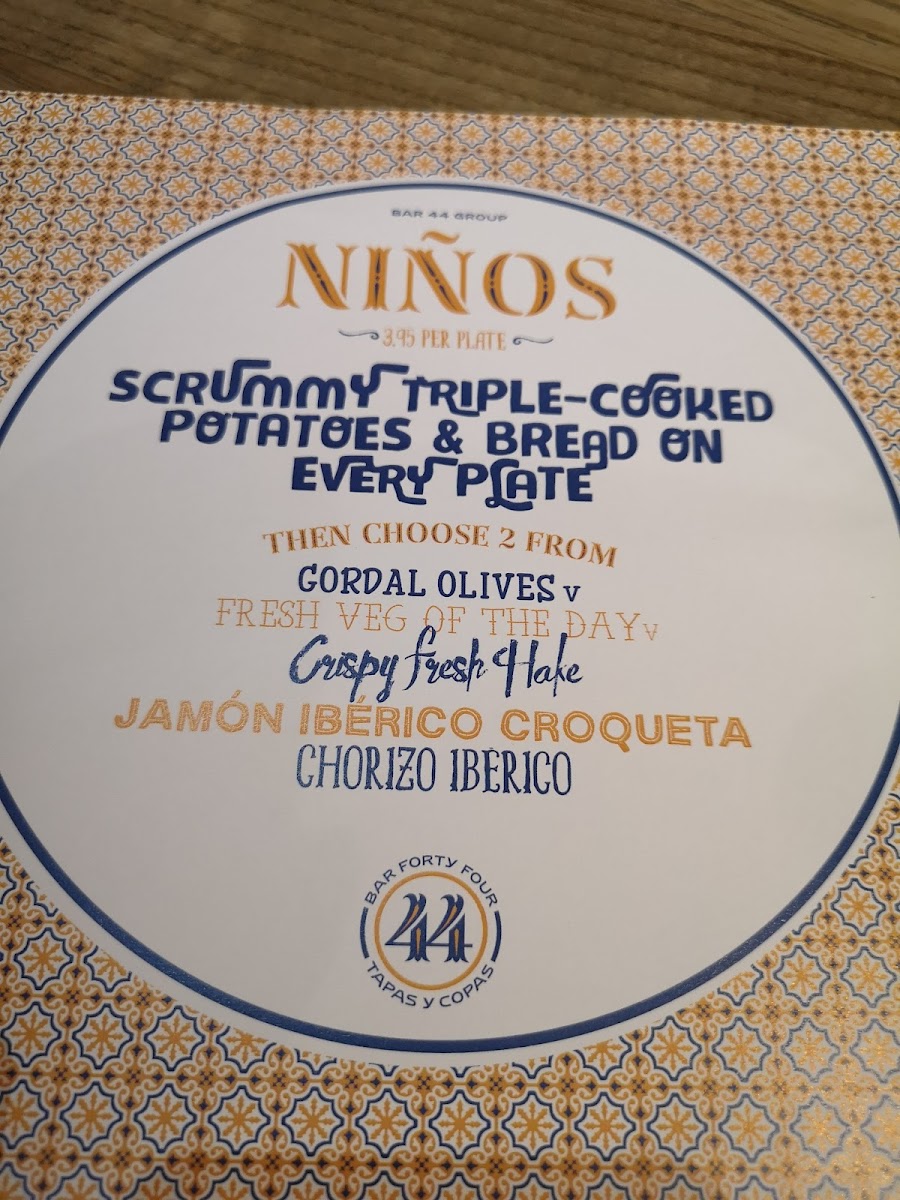 BAR 44 GROUP
NIÑOS
3.95 PER PLATE
SCRUMMY TRIPLE-COOKED
POTATOES & BREAD ON
EVERY PLATE
THEN CHOOSE 2 FROM
GORDAL OLIVES V
FRESH VEG OF THE DAY V
Crispy fresh Hake
JAMÓN IBÉRICO CROQUETA
CHORIZO IBÉRICO
BAR FORTY FOUR
44
TAPAS Y COPAS